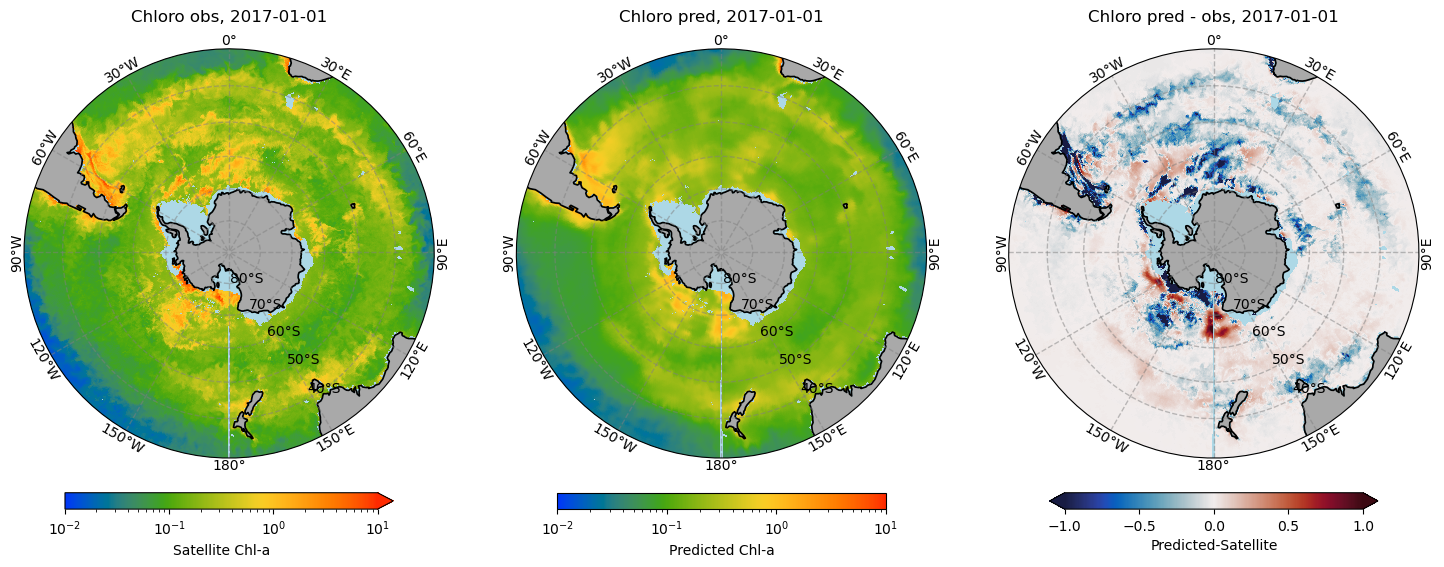 Chloro obs, 2017-01-01
0°
30°W
30°E
60°W
60°E
90°W
90°E
80°S
70°S
60°S
50°S
40°S
120°W
120°E
150°W
150°E
180°
10⁻² 10⁻¹ 10⁰ 10¹
Satellite Chl-a
Chloro pred, 2017-01-01
0°
30°W
30°E
60°W
60°E
90°W
90°E
80°S
70°S
60°S
50°S
40°S
120°W
120°E
150°W
150°E
180°
10⁻² 10⁻¹ 10⁰ 10¹
Predicted Chl-a
Chloro pred - obs, 2017-01-01
0°
30°W
30°E
60°W
60°E
90°W
90°E
80°S
70°S
60°S
50°S
40°S
120°W
120°E
150°W
150°E
180°
−1.0 −0.5 0.0 0.5 1.0
Predicted-Satellite